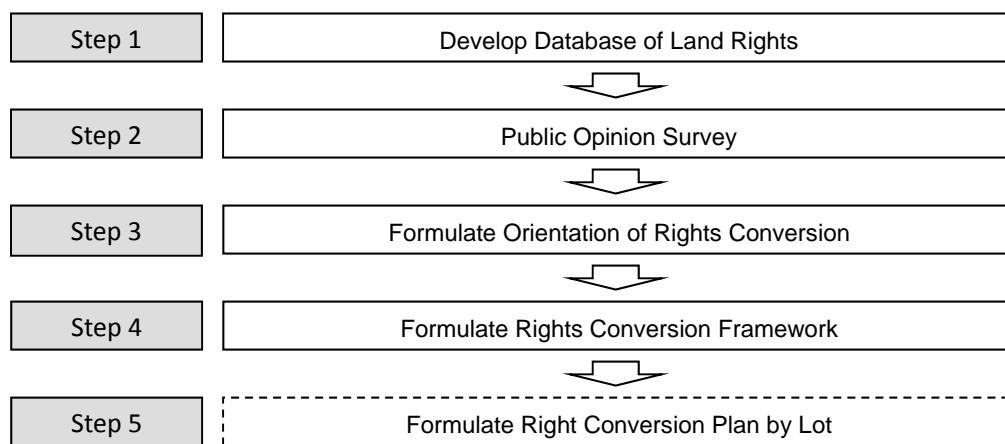 Step 1
Develop Database of Land Rights
Step 2
Public Opinion Survey
Step 3
Formulate Orientation of Rights Conversion
Step 4
Formulate Rights Conversion Framework
Step 5
Formulate Right Conversion Plan by Lot